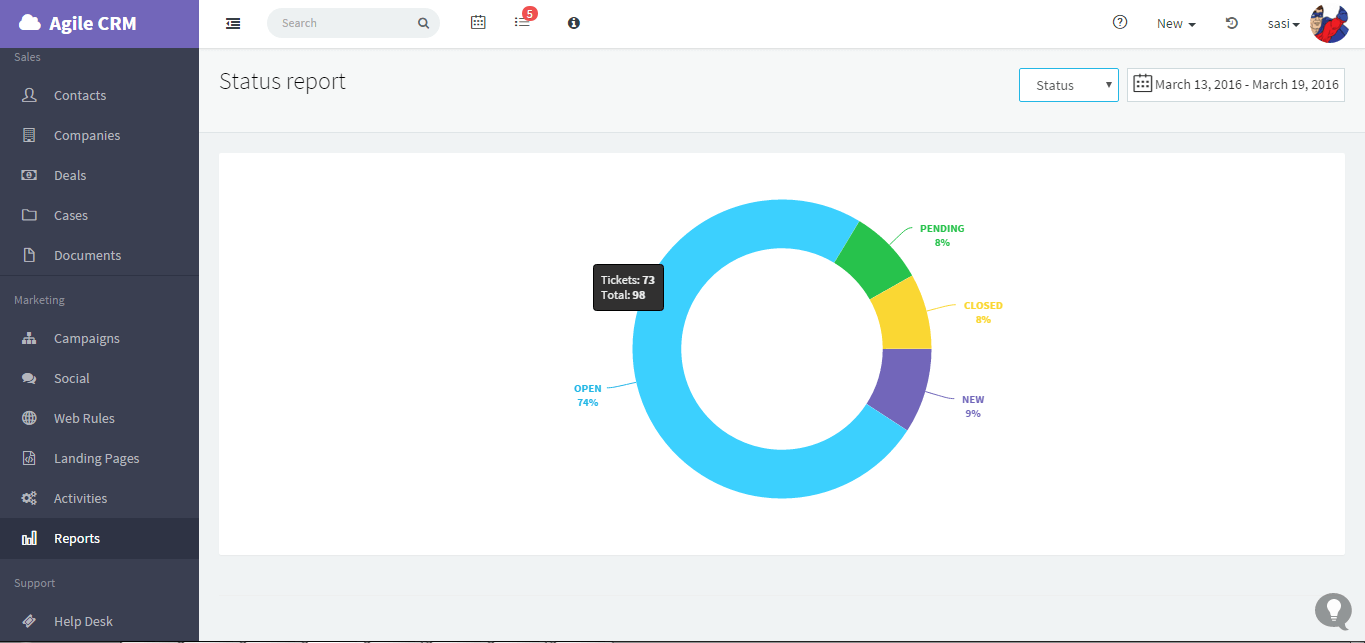 Agile CRM
Search
5
New
sasi
Sales
Contacts
Companies
Deals
Cases
Documents
Marketing
Campaigns
Social
Web Rules
Landing Pages
Activities
Reports
Support
Help Desk
Status report
Status
March 13, 2016 - March 19, 2016
PENDING
8%
Tickets: 73
Total: 98
CLOSED
8%
OPEN
74%
NEW
9%